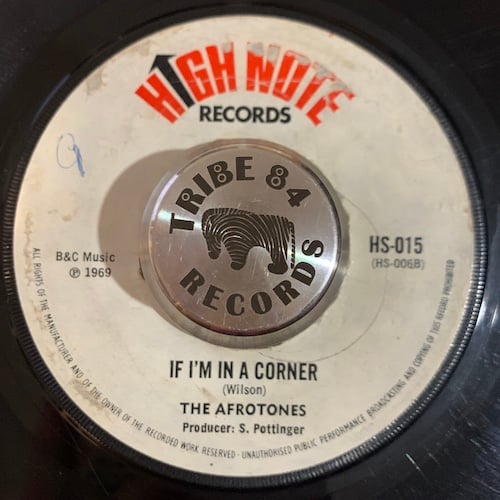 HIGH NOTE
RECORDS
TRIBE 84
RECORDS
B&C Music
℗ 1969
HS-015
(HS-006B)
IF I'M IN A CORNER
(Wilson)
THE AFROTONES
Producer: S. Pottinger
ALL RIGHTS OF THE MANUFACTURER AND OF THE OWNER OF THE RECORDED WORK RESERVED · UNAUTHORISED PUBLIC PERFORMANCE BROADCASTING AND COPYING OF THIS RECORD PROHIBITED